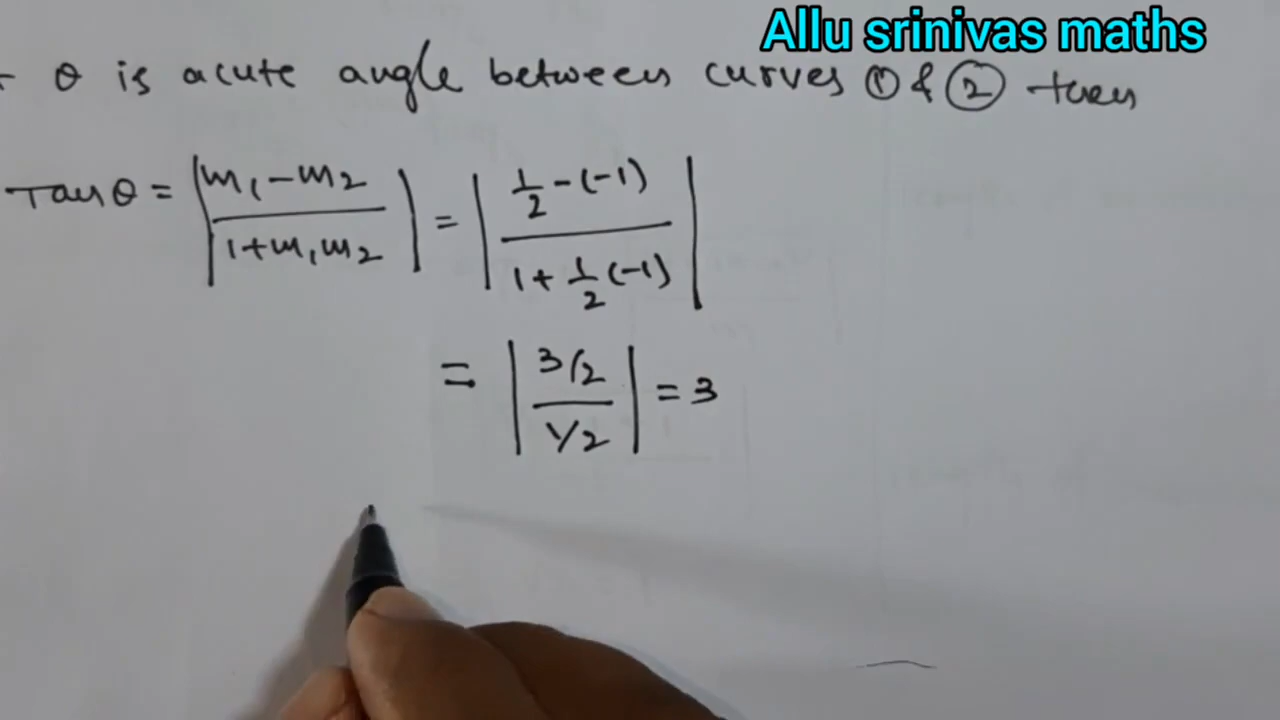 Allu srinivas maths
θ is acute angle between curves ① & ② then
Tan θ = |m₁-m₂ / 1+m₁m₂| = |1/2 - (-1) / 1 + 1/2 (-1)|
= |3/2 / 1/2| = 3